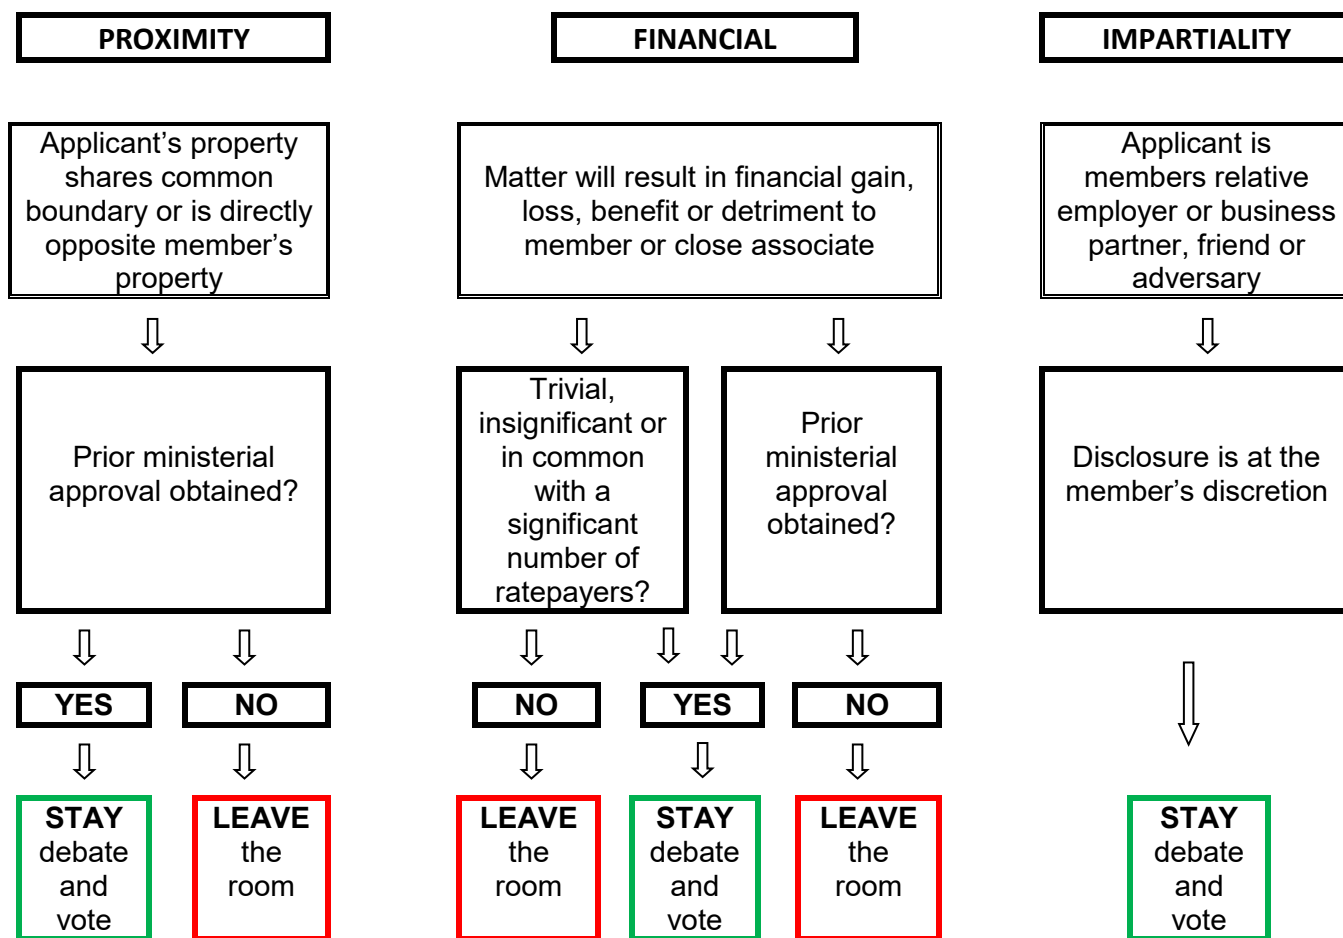 PROXIMITY
FINANCIAL
IMPARTIALITY
Applicant's property
shares common
boundary or is directly
opposite member's
property
Matter will result in financial gain,
loss, benefit or detriment to
member or close associate
Applicant is
members relative
employer or business
partner, friend or
adversary
Prior ministerial
approval obtained?
Trivial,
insignificant or
in common
with a
significant
number of
ratepayers?
Prior
ministerial
approval
obtained?
Disclosure is at the
member's discretion
YES
NO
NO
YES
NO
STAY
debate
and
vote
LEAVE
the
room
LEAVE
the
room
STAY
debate
and
vote
LEAVE
the
room
STAY
debate
and
vote